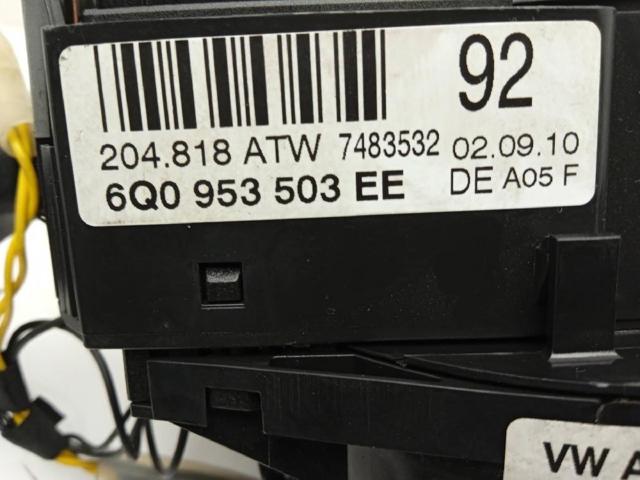 92
204.818 ATW 7483532 02.09.10
6Q0 953 503 EE DE A05 F
VW A